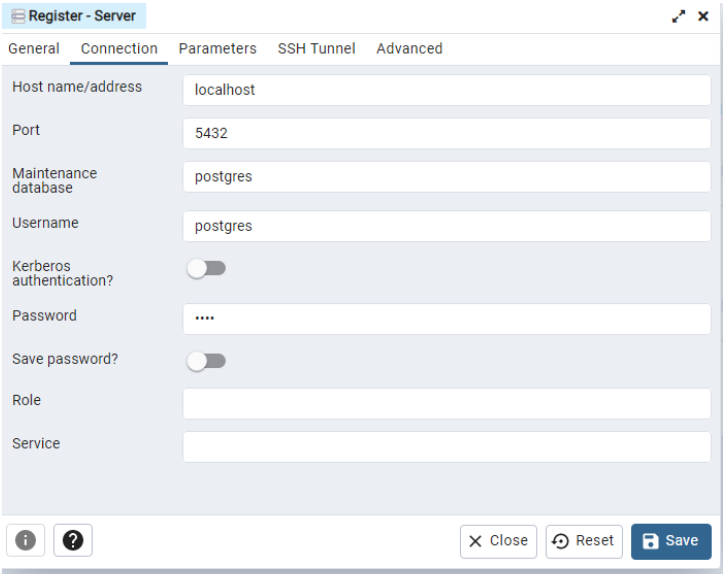 Register - Server
General Connection Parameters SSH Tunnel Advanced
Host name/address
localhost
Port
5432
Maintenance
database
postgres
Username
postgres
Kerberos
authentication?
Password
••••
Save password?
Role
Service
Close Reset Save